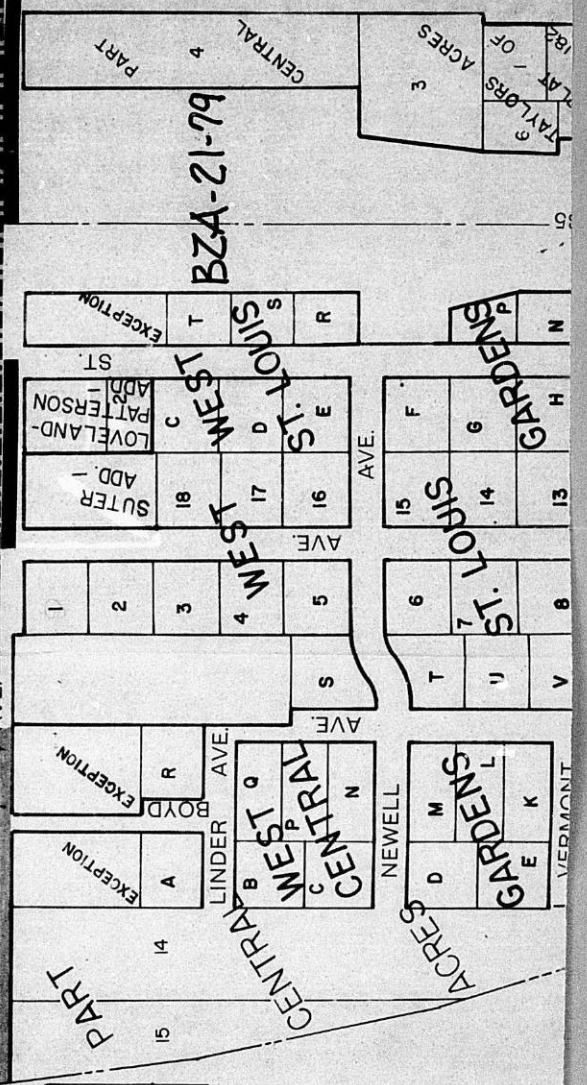 PART
4
CENTRAL
3
ACRES
TAYLORS
PLAT
OF
182
6
BZA-21-79
EXCEPTION
T
S
R
P
N
ST.
LOVELAND-
PATTERSON
ADD.
2
SUTER
ADD.
C
D
E
F
G
H
18
17
16
15
14
13
WEST
ST. LOUIS
WEST
ST. LOUIS
GARDENS
AVE.
AVE.
1
2
3
4
5
6
7
8
S
T
U
V
AVE.
EXCEPTION
R
BOYD
EXCEPTION
A
LINDER AVE.
B
Q
P
C
N
WEST
CENTRAL
GARDENS
NEWELL
D
M
L
E
K
VERMONT
PART
14
15
CENTRAL
ACRES